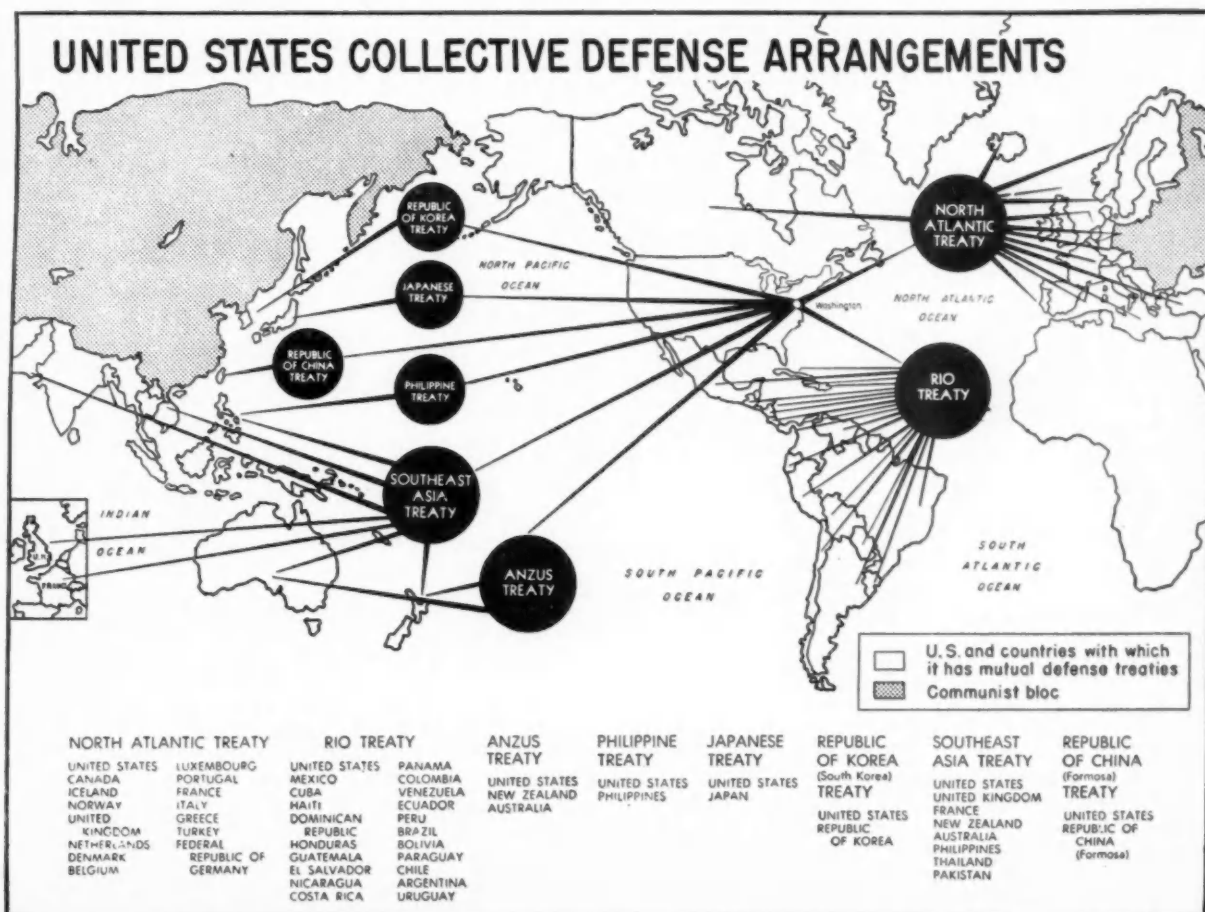 UNITED STATES COLLECTIVE DEFENSE ARRANGEMENTS
REPUBLIC
OF KOREA
TREATY
NORTH PACIFIC
OCEAN
JAPANESE
TREATY
REPUBLIC
OF CHINA
TREATY
PHILIPPINE
TREATY
SOUTHEAST
ASIA
TREATY
ANZUS
TREATY
NORTH
ATLANTIC
TREATY
Washington
NORTH ATLANTIC
OCEAN
RIO
TREATY
INDIAN
OCEAN
U.K.
SOUTH PACIFIC
OCEAN
SOUTH
ATLANTIC
OCEAN
U.S. and countries with which
it has mutual defense treaties
Communist bloc
NORTH ATLANTIC TREATY
UNITED STATES
CANADA
ICELAND
NORWAY
UNITED
KINGDOM
NETHERLANDS
DENMARK
BELGIUM
LUXEMBOURG
PORTUGAL
FRANCE
ITALY
GREECE
TURKEY
FEDERAL
REPUBLIC OF
GERMANY
RIO TREATY
UNITED STATES
MEXICO
CUBA
HAITI
DOMINICAN
REPUBLIC
HONDURAS
GUATEMALA
EL SALVADOR
NICARAGUA
COSTA RICA
PANAMA
COLOMBIA
VENEZUELA
ECUADOR
PERU
BRAZIL
BOLIVIA
PARAGUAY
CHILE
ARGENTINA
URUGUAY
ANZUS
TREATY
UNITED STATES
NEW ZEALAND
AUSTRALIA
PHILIPPINE
TREATY
UNITED STATES
PHILIPPINES
JAPANESE
TREATY
UNITED STATES
JAPAN
REPUBLIC
OF KOREA
(South Korea)
TREATY
UNITED STATES
REPUBLIC
OF KOREA
SOUTHEAST
ASIA TREATY
UNITED STATES
UNITED KINGDOM
FRANCE
NEW ZEALAND
AUSTRALIA
PHILIPPINES
THAILAND
PAKISTAN
REPUBLIC
OF CHINA
(Formosa)
TREATY
UNITED STATES
REPUBLIC OF
CHINA
(Formosa)